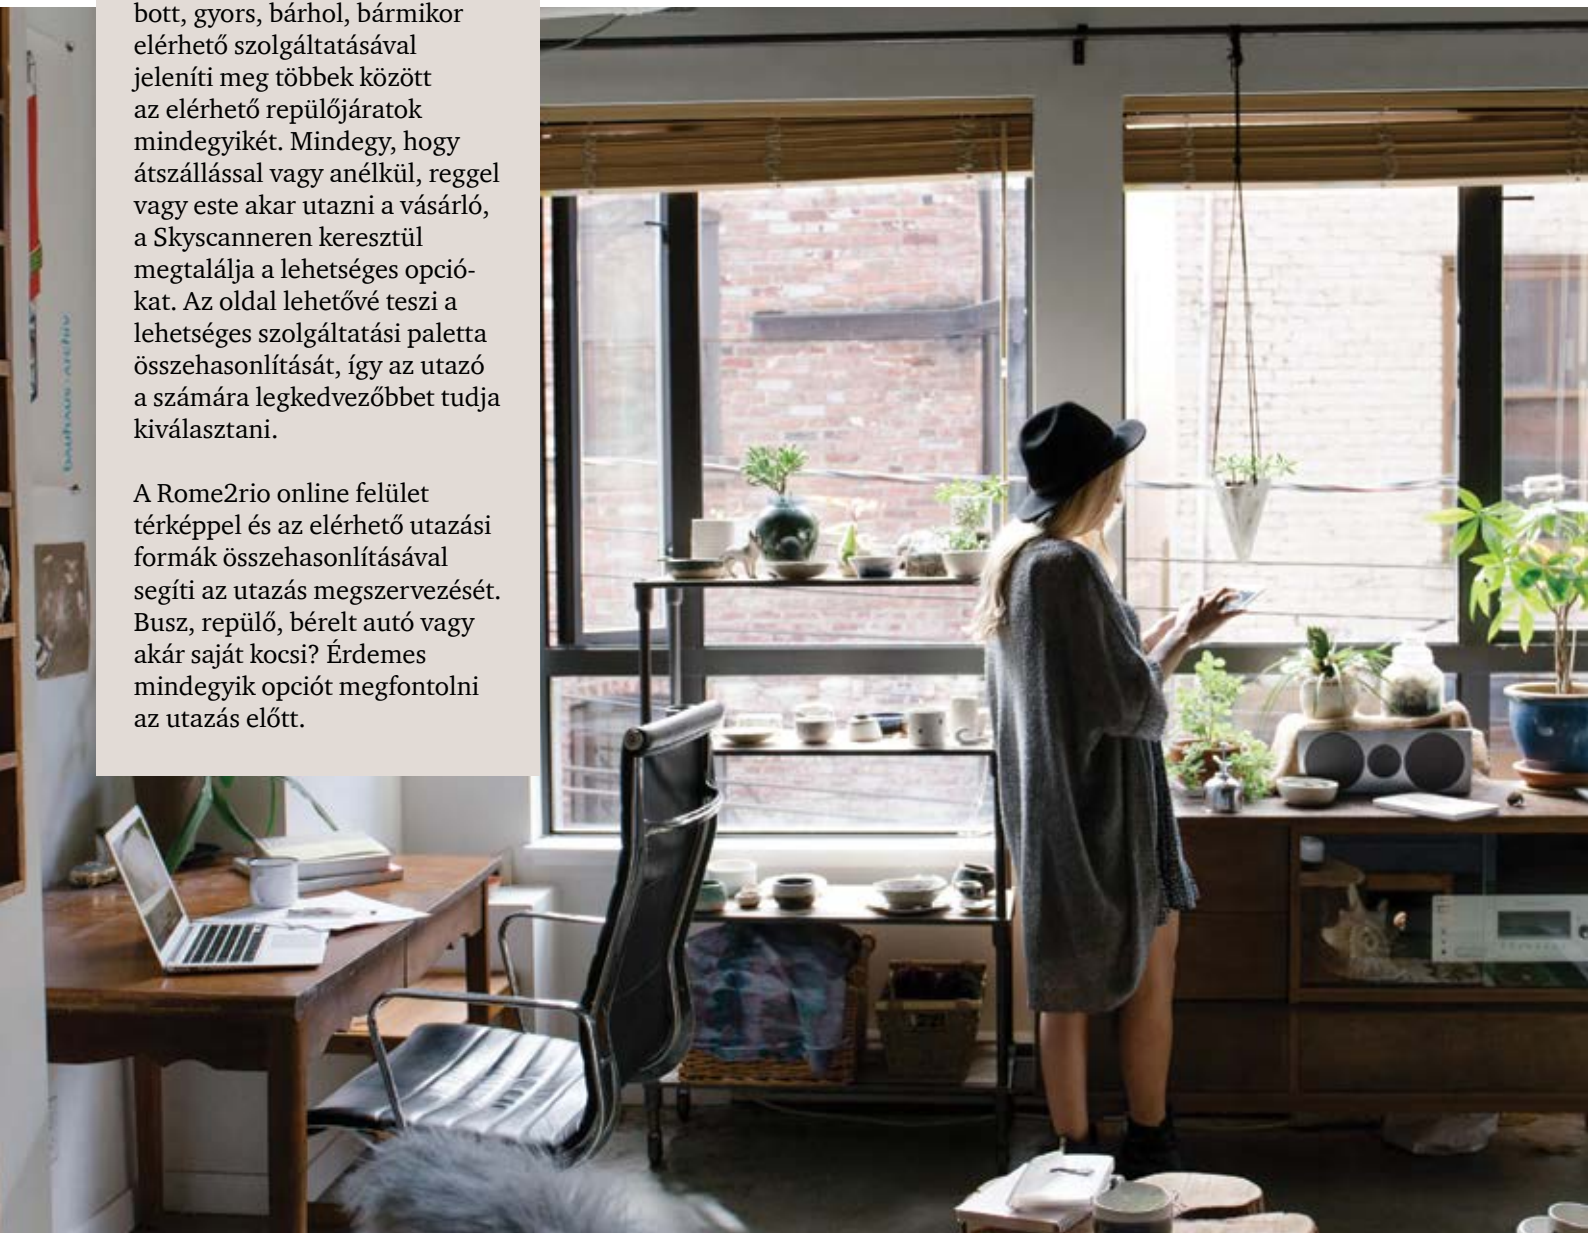 bott, gyors, bárhol, bármikor
elérhető szolgáltatásával
jeleníti meg többek között
az elérhető repülőjáratok
mindegyikét. Mindegy, hogy
átszállással vagy anélkül, reggel
vagy este akar utazni a vásárló,
a Skyscanneren keresztül
megtalálja a lehetséges opció-
kat. Az oldal lehetővé teszi a
lehetséges szolgáltatási paletta
összehasonlítását, így az utazó
a számára legkedvezőbbet tudja
kiválasztani.
A Rome2rio online felület
térképpel és az elérhető utazási
formák összehasonlításával
segíti az utazás megszervezését.
Busz, repülő, bérelt autó vagy
akár saját kocsi? Érdemes
mindegyik opciót megfontolni
az utazás előtt.
bauhaus-archiv